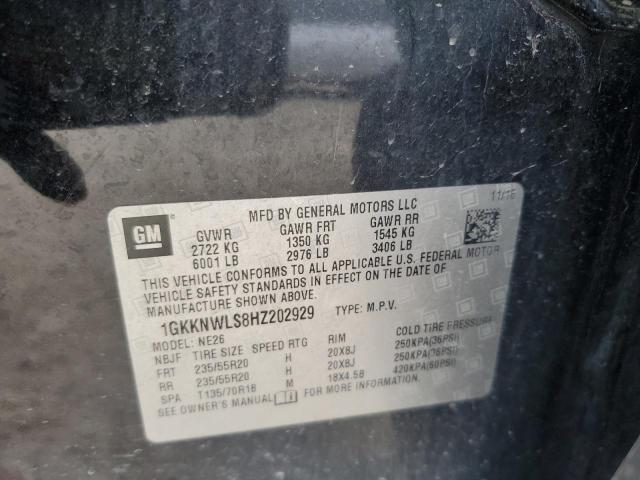 GM
MFD BY GENERAL MOTORS LLC 11/16
GVWR GAWR FRT GAWR RR
2722 KG 1350 KG 1545 KG
6001 LB 2976 LB 3406 LB
THIS VEHICLE CONFORMS TO ALL APPLICABLE U.S. FEDERAL MOTOR
VEHICLE SAFETY STANDARDS IN EFFECT ON THE DATE OF
MANUFACTURE SHOWN ABOVE.
1GKKNWLS8HZ202929 TYPE: M.P.V.
MODEL: NE26
NBJF TIRE SIZE SPEED RTG RIM COLD TIRE PRESSURE
FRT 235/55R20 H 20X8J 250KPA(36PSI)
RR 235/55R20 H 20X8J 250KPA(36PSI)
SPA T135/70R18 M 18X4.5B 420KPA(60PSI)
SEE OWNER'S MANUAL FOR MORE INFORMATION.